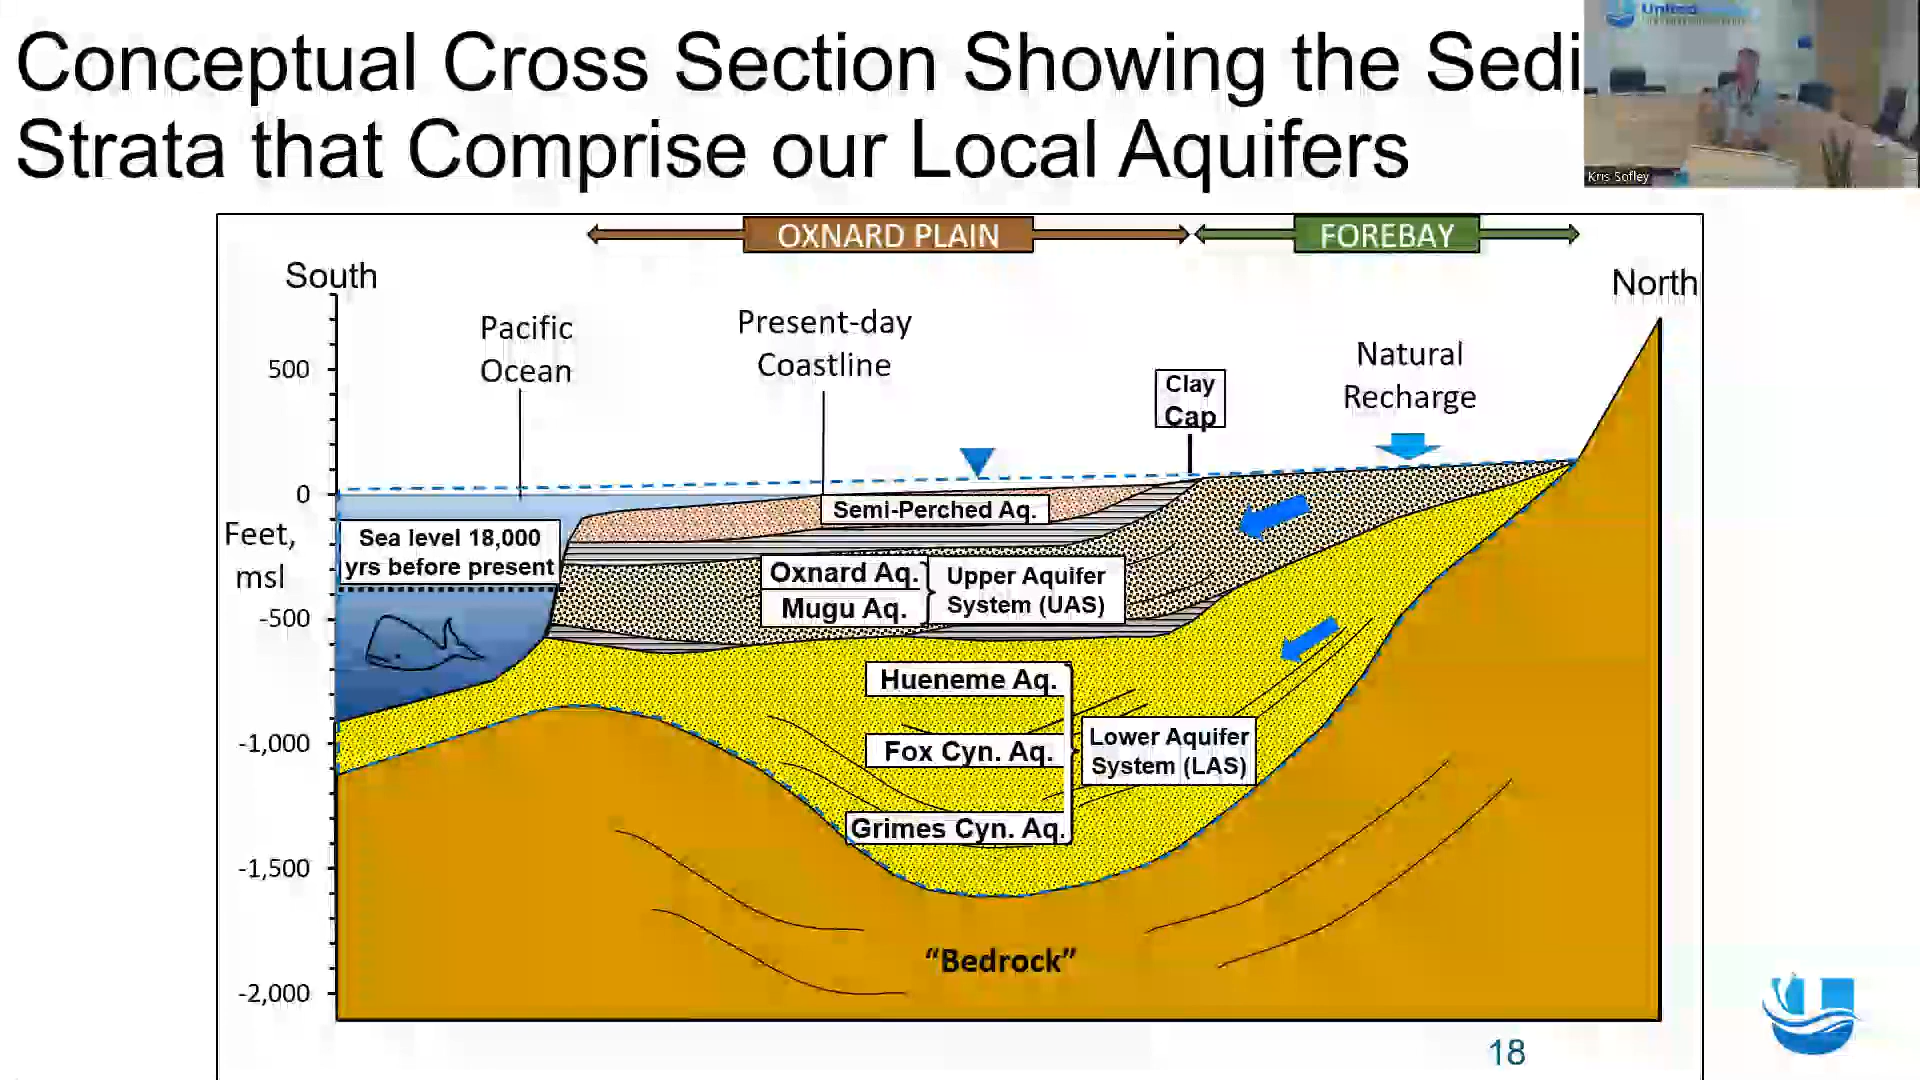 Conceptual Cross Section Showing the Sedi
Strata that Comprise our Local Aquifers
United
Kris Sofley
OXNARD PLAIN
FOREBAY
South
North
Pacific
Ocean
Present-day
Coastline
Natural
Recharge
Clay
Cap
500
0
Feet,
msl
-500
-1,000
-1,500
-2,000
Sea level 18,000
yrs before present
Semi-Perched Aq.
Oxnard Aq.
Mugu Aq.
Upper Aquifer
System (UAS)
Hueneme Aq.
Fox Cyn. Aq.
Grimes Cyn. Aq.
Lower Aquifer
System (LAS)
“Bedrock”
18